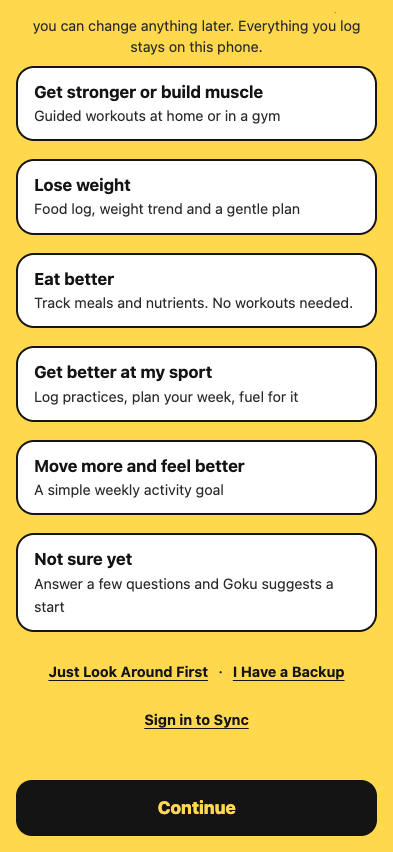 you can change anything later. Everything you log
stays on this phone.
Get stronger or build muscle
Guided workouts at home or in a gym
Lose weight
Food log, weight trend and a gentle plan
Eat better
Track meals and nutrients. No workouts needed.
Get better at my sport
Log practices, plan your week, fuel for it
Move more and feel better
A simple weekly activity goal
Not sure yet
Answer a few questions and Goku suggests a
start
Just Look Around First · I Have a Backup
Sign in to Sync
Continue